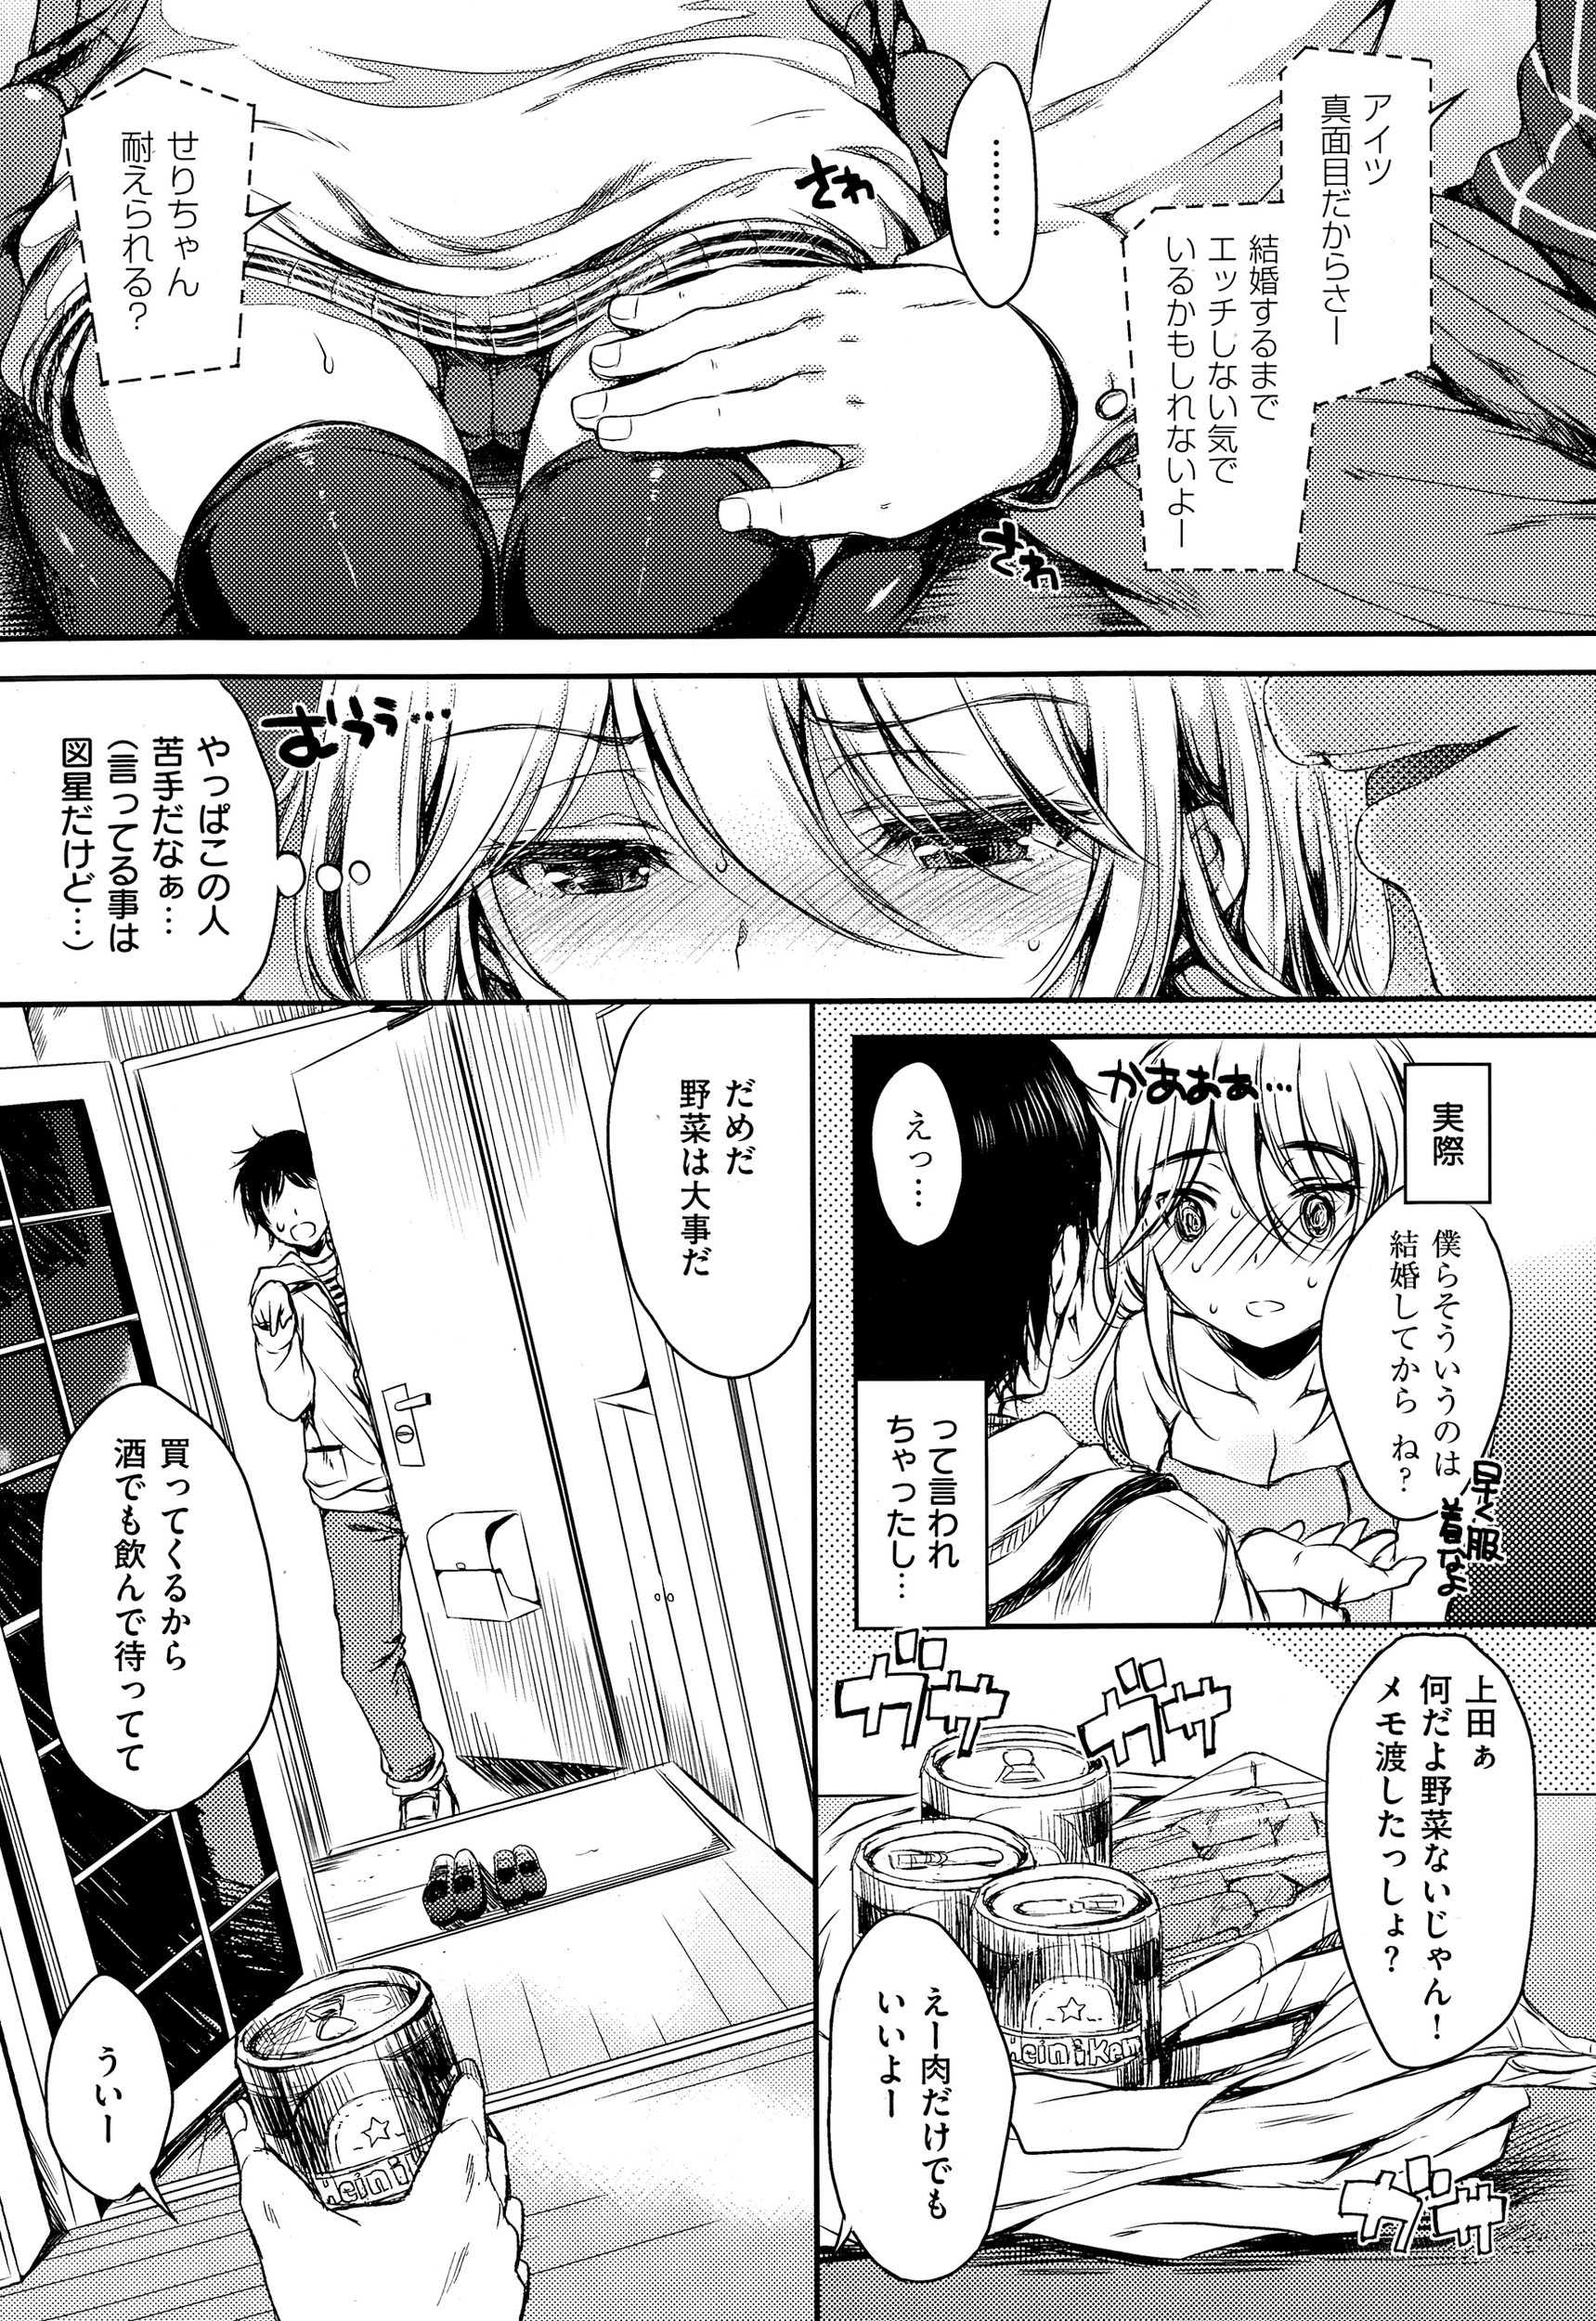 アイツ
真面目だからさー
結婚するまで
エッチしない気で
いるかもしれないよー
………
さわ
さわ
せりちゃん
耐えられる？
むぅぅ…
やっぱこの人
苦手だなぁ…
（言ってる事は
図星だけど…）
実際
僕らそういうのは
結婚してから ね？
早く服
着なよ
かあああ…
えっ…
って言われ
ちゃったし…
上田ぁ
何だよ野菜ないじゃん！
メモ渡したっしょ？
ガサ
ガサ
ガサ
Heinikem
えー肉だけでも
いいよー
だめだ
野菜は大事だ
買ってくるから
酒でも飲んで待ってて
Heinik
ういー